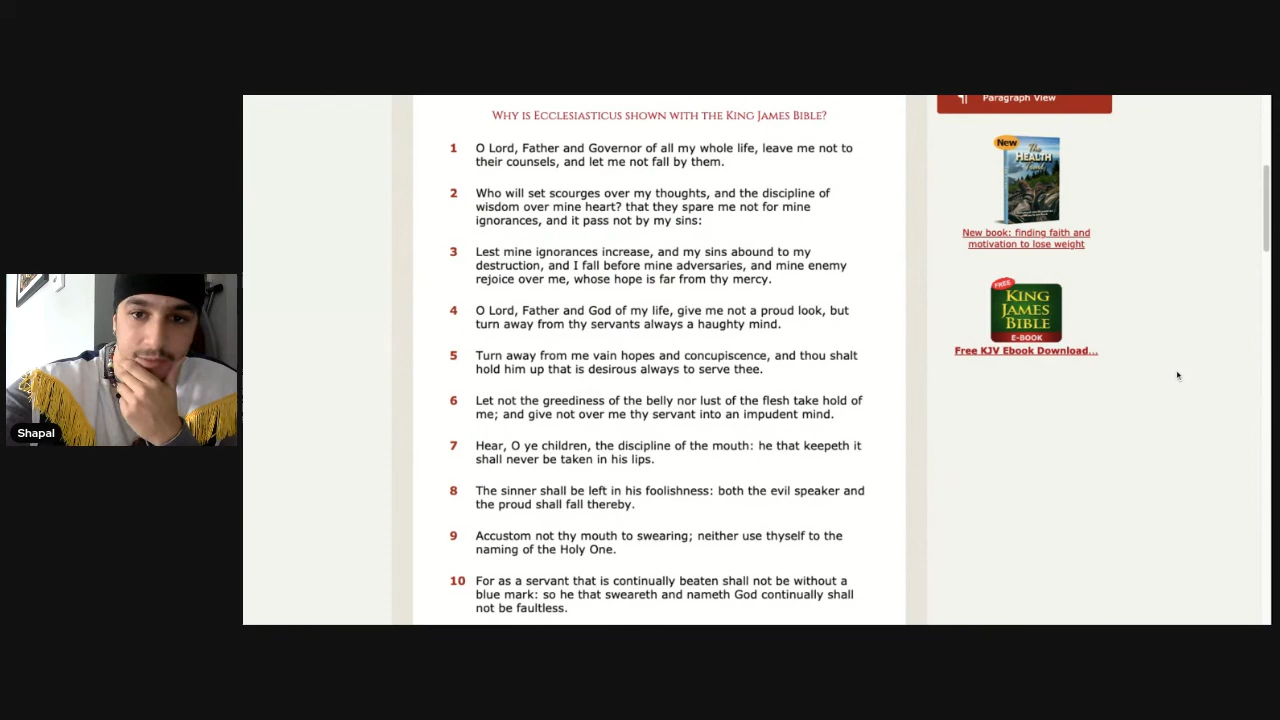 Paragraph View
WHY IS ECCLESIASTICUS SHOWN WITH THE KING JAMES BIBLE?
1 O Lord, Father and Governor of all my whole life, leave me not to
their counsels, and let me not fall by them.
2 Who will set scourges over my thoughts, and the discipline of
wisdom over mine heart? that they spare me not for mine
ignorances, and it pass not by my sins:
3 Lest mine ignorances increase, and my sins abound to my
destruction, and I fall before mine adversaries, and mine enemy
rejoice over me, whose hope is far from thy mercy.
4 O Lord, Father and God of my life, give me not a proud look, but
turn away from thy servants always a haughty mind.
5 Turn away from me vain hopes and concupiscence, and thou shalt
hold him up that is desirous always to serve thee.
6 Let not the greediness of the belly nor lust of the flesh take hold of
me; and give not over me thy servant into an impudent mind.
7 Hear, O ye children, the discipline of the mouth: he that keepeth it
shall never be taken in his lips.
8 The sinner shall be left in his foolishness: both the evil speaker and
the proud shall fall thereby.
9 Accustom not thy mouth to swearing; neither use thyself to the
naming of the Holy One.
10 For as a servant that is continually beaten shall not be without a
blue mark: so he that sweareth and nameth God continually shall
not be faultless.
New
The
HEALTH
New book: finding faith and
motivation to lose weight
FREE
KING
JAMES
BIBLE
E-BOOK
Free KJV Ebook Download...
Shapal